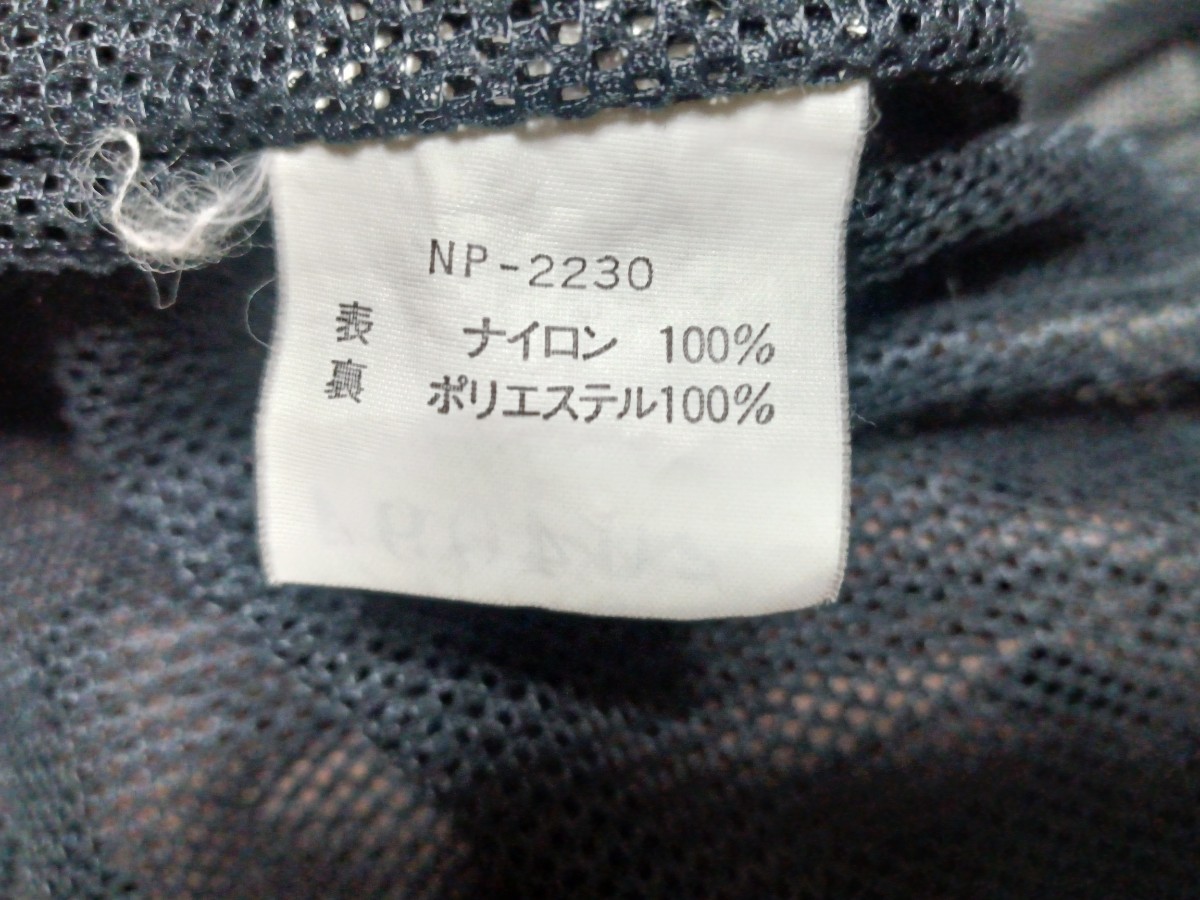 NP-2230
表 ナイロン 100%
裏 ポリエステル100%